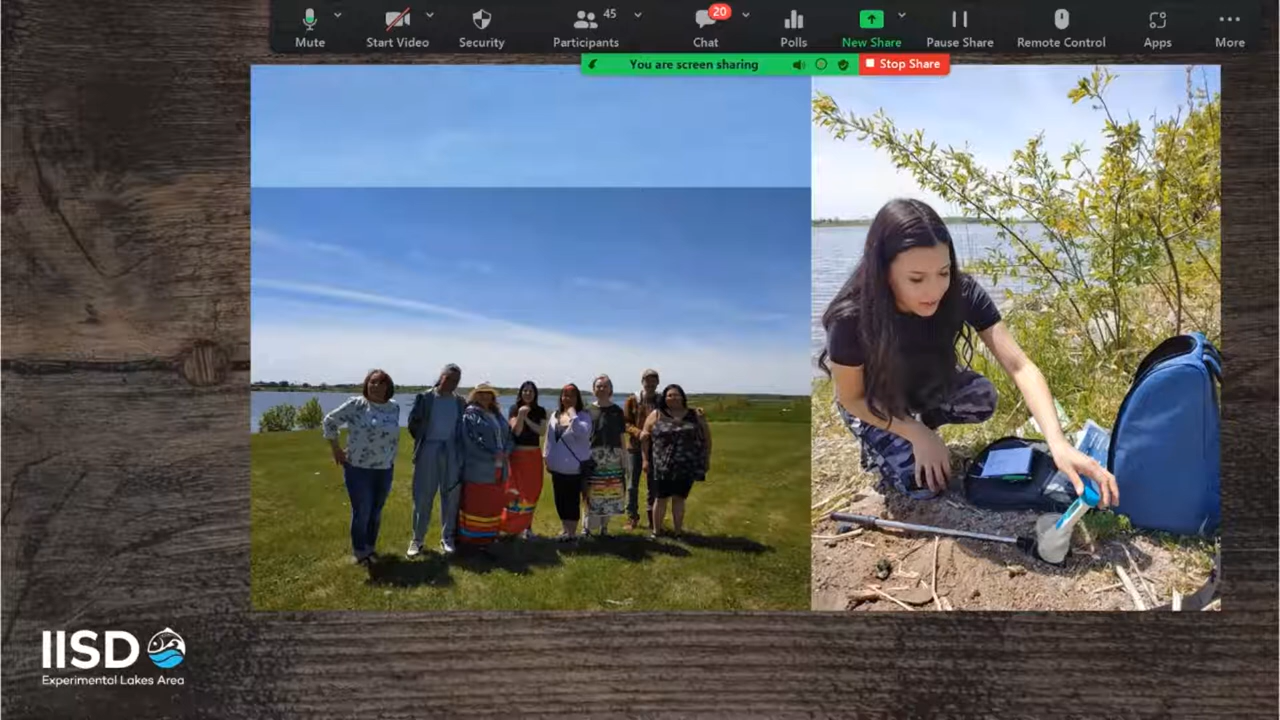 45
20
Mute
Start Video
Security
Participants
Chat
Polls
New Share
Pause Share
Remote Control
Apps
More
You are screen sharing
Stop Share
IISD
Experimental Lakes Area